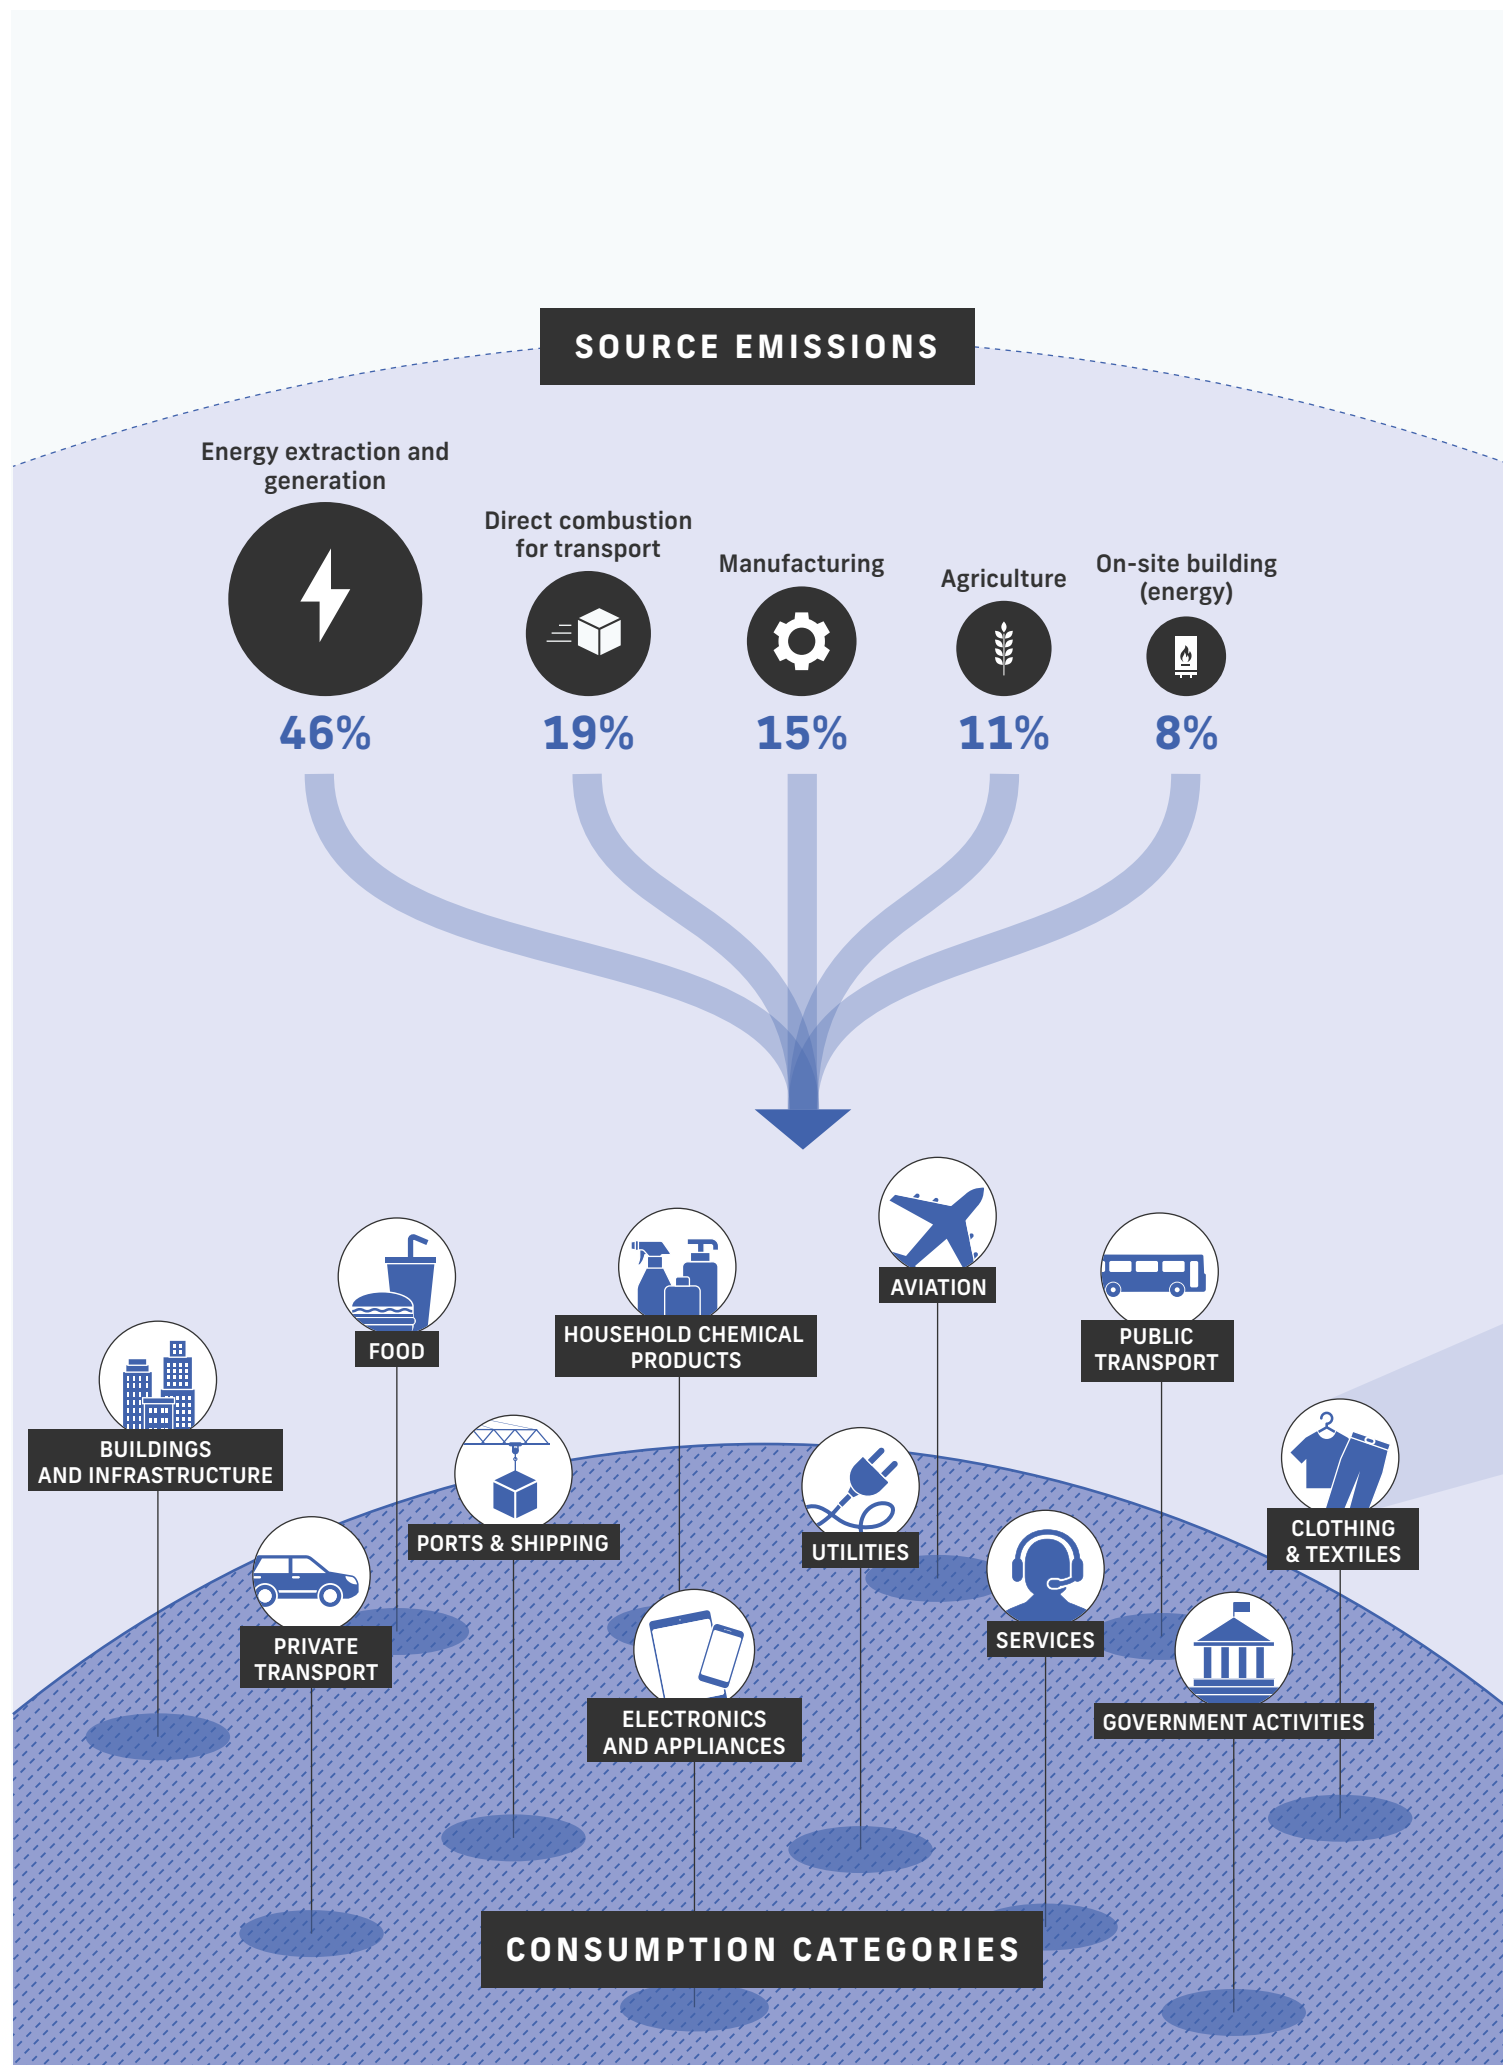 SOURCE EMISSIONS
Energy extraction and
generation
46%
Direct combustion
for transport
19%
Manufacturing
15%
Agriculture
11%
On-site building
(energy)
8%
AVIATION
FOOD
HOUSEHOLD CHEMICAL
PRODUCTS
PUBLIC
TRANSPORT
BUILDINGS
AND INFRASTRUCTURE
PORTS & SHIPPING
UTILITIES
CLOTHING
& TEXTILES
PRIVATE
TRANSPORT
SERVICES
ELECTRONICS
AND APPLIANCES
GOVERNMENT ACTIVITIES
CONSUMPTION CATEGORIES